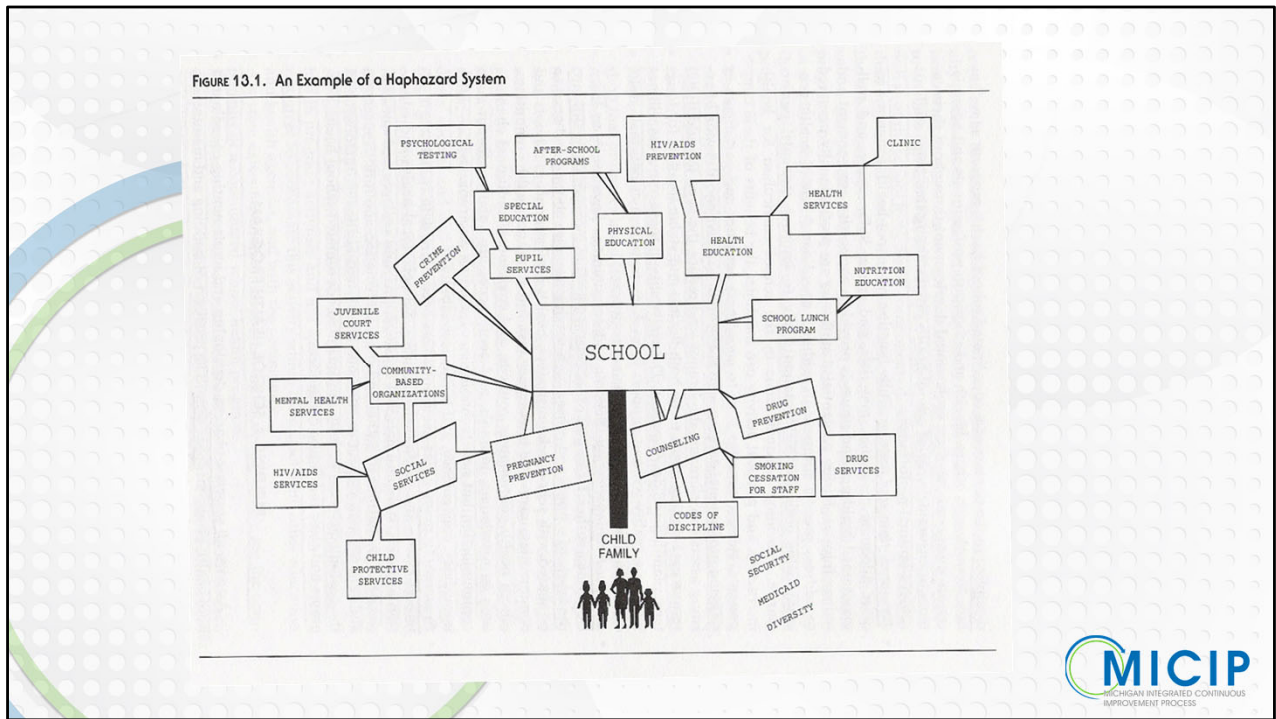 FIGURE 13.1. An Example of a Haphazard System
PSYCHOLOGICAL
TESTING
AFTER-SCHOOL
PROGRAMS
HIV/AIDS
PREVENTION
CLINIC
HEALTH
SERVICES
SPECIAL
EDUCATION
PHYSICAL
EDUCATION
HEALTH
EDUCATION
CRIME
PREVENTION
PUPIL
SERVICES
NUTRITION
EDUCATION
JUVENILE
COURT
SERVICES
SCHOOL LUNCH
PROGRAM
SCHOOL
COMMUNITY-
BASED
ORGANIZATIONS
MENTAL HEALTH
SERVICES
DRUG
PREVENTION
COUNSELING
HIV/AIDS
SERVICES
SOCIAL
SERVICES
PREGNANCY
PREVENTION
SMOKING
CESSATION
FOR STAFF
DRUG
SERVICES
CODES OF
DISCIPLINE
CHILD
FAMILY
CHILD
PROTECTIVE
SERVICES
SOCIAL
SECURITY
MEDICAID
DIVERSITY
MICIP
MICHIGAN INTEGRATED CONTINUOUS
IMPROVEMENT PROCESS